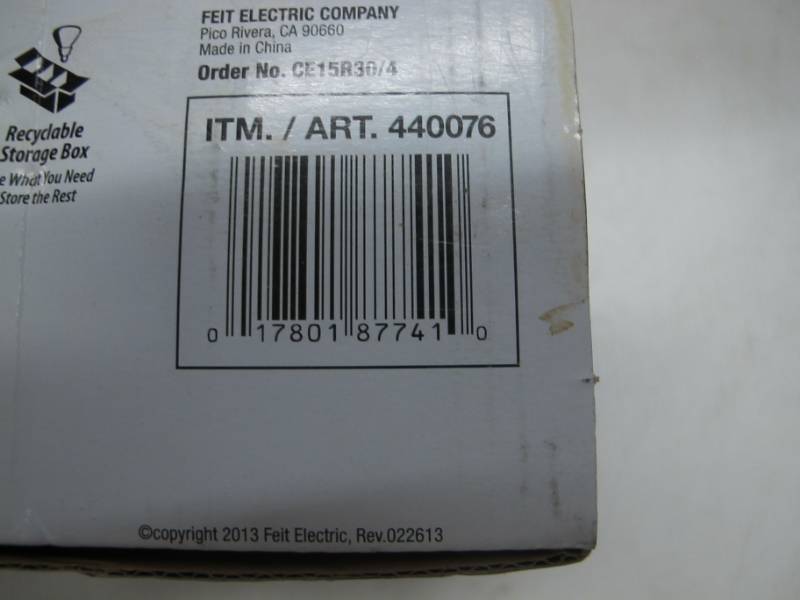 FEIT ELECTRIC COMPANY
Pico Rivera, CA 90660
Made in China
Order No. CE15R30/4
Recyclable
Storage Box
e What You Need
Store the Rest
ITM. / ART. 440076
0 17801 87741 0
©copyright 2013 Feit Electric, Rev.022613